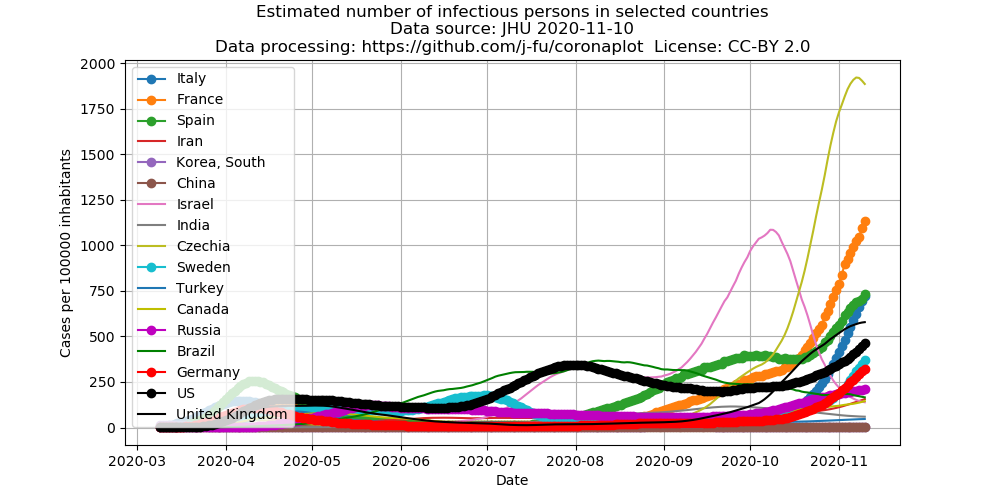 Estimated number of infectious persons in selected countries
Data source: JHU 2020-11-10
Data processing: https://github.com/j-fu/coronaplot  License: CC-BY 2.0
Cases per 100000 inhabitants
2000
1750
1500
1250
1000
750
500
250
0
Italy
France
Spain
Iran
Korea, South
China
Israel
India
Czechia
Sweden
Turkey
Canada
Russia
Brazil
Germany
US
United Kingdom
2020-03 2020-04 2020-05 2020-06 2020-07 2020-08 2020-09 2020-10 2020-11
Date